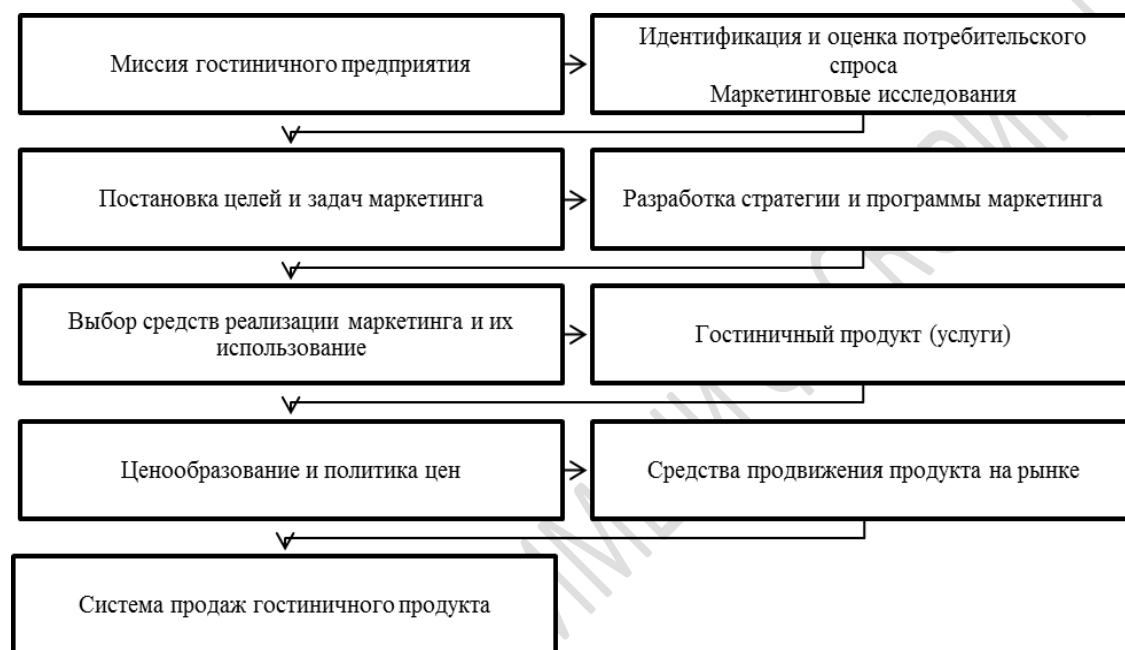 Миссия гостиничного предприятия
Идентификация и оценка потребительского
спроса
Маркетинговые исследования
Постановка целей и задач маркетинга
Разработка стратегии и программы маркетинга
Выбор средств реализации маркетинга и их
использование
Гостиничный продукт (услуги)
Ценообразование и политика цен
Средства продвижения продукта на рынке
Система продаж гостиничного продукта